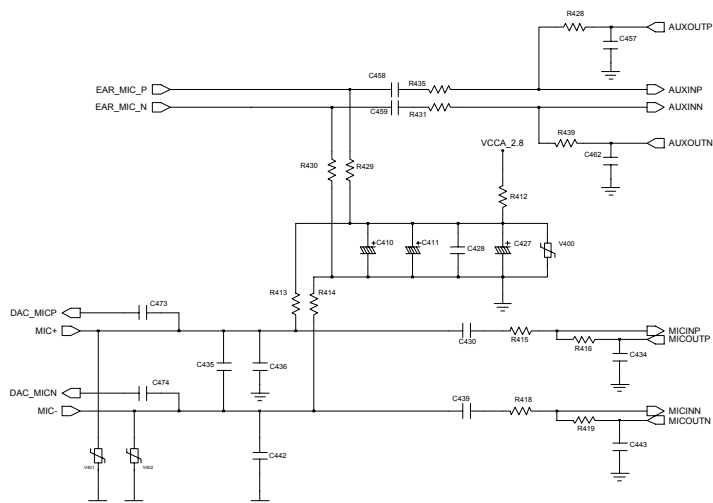 R428
AUXOUTP
C457
C458
R435
EAR_MIC_P
AUXINP
EAR_MIC_N
AUXINN
C459
R431
R439
AUXOUTN
VCCA_2.8
C462
R430
R429
R412
+
C410
+
C411
C428
+
C427
V400
R413
R414
C473
DAC_MICP
MIC+
MICINP
MICOUTP
C430
R415
R416
C434
C435
C436
C474
DAC_MICN
MIC-
C439
R418
MICINN
MICOUTN
R419
C443
V401
V402
C442